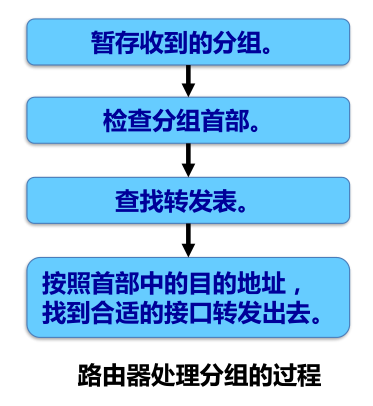 暂存收到的分组。
检查分组首部。
查找转发表。
按照首部中的目的地址，
找到合适的接口转发出去。
路由器处理分组的过程